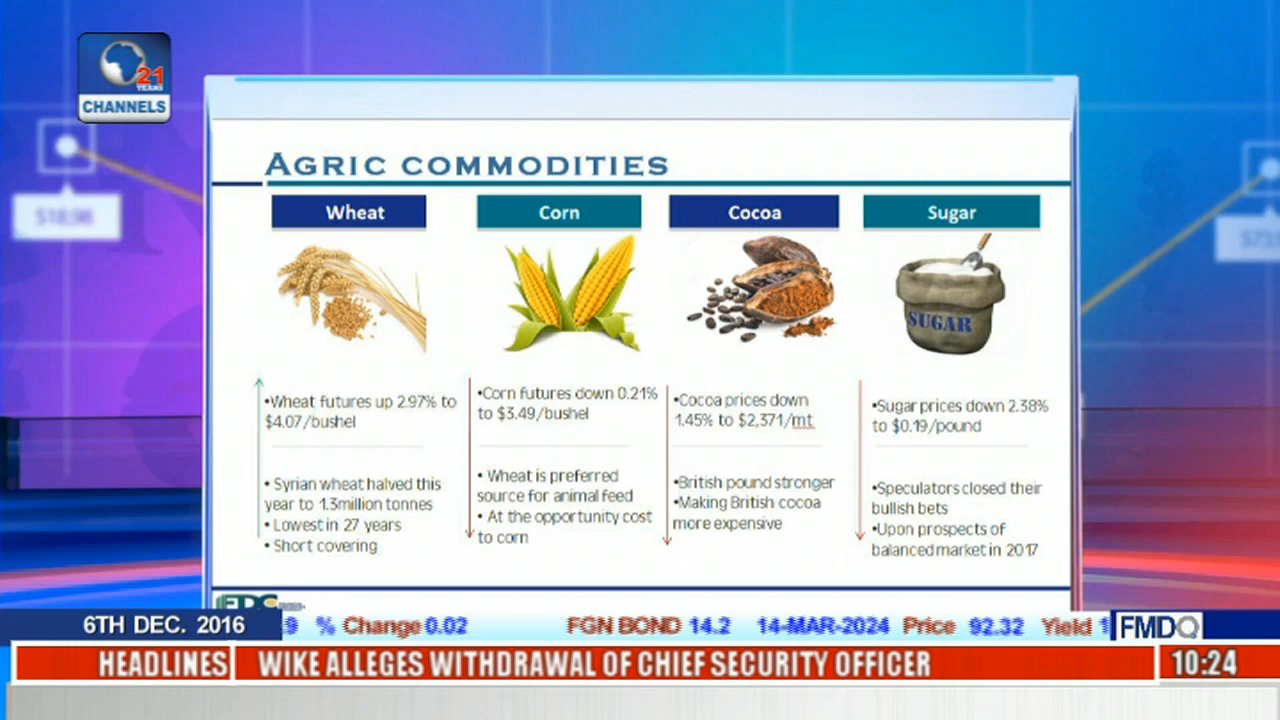 21
YEARS
CHANNELS
AGRIC COMMODITIES
Wheat
Corn
Cocoa
Sugar
SUGAR
•Wheat futures up 2.97% to
$4.07/bushel
• Syrian wheat halved this
year to 1.3million tonnes
• Lowest in 27 years
• Short covering
•Corn futures down 0.21%
to $3.49/bushel
• Wheat is preferred
source for animal feed
• At the opportunity cost
to corn
•Cocoa prices down
1.45% to $2,371/mt
•British pound stronger
•Making British cocoa
more expensive
•Sugar prices down 2.38%
to $0.19/pound
•Speculators closed their
bullish bets
•Upon prospects of
balanced market in 2017
6TH DEC. 2016
9 % Change 0.02 FGN BOND 14.2 14-MAR-2024 Price 92.32 Yield 1
FMDQ
HEADLINES
WIKE ALLEGES WITHDRAWAL OF CHIEF SECURITY OFFICER
10:24